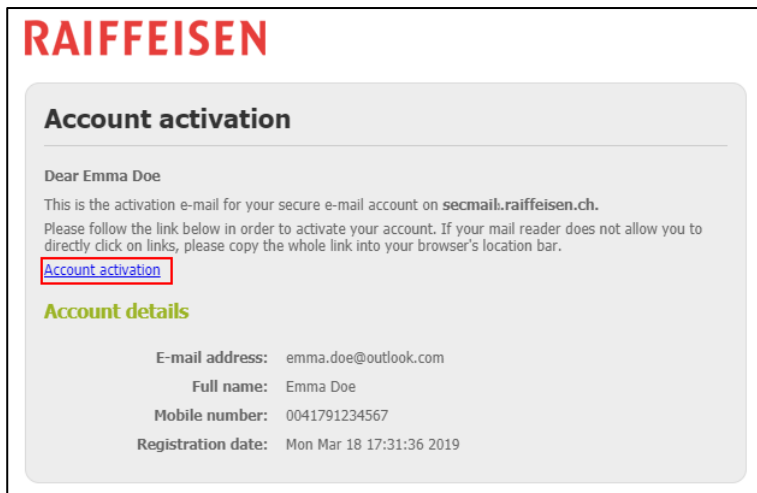 RAIFFEISEN
Account activation
Dear Emma Doe
This is the activation e-mail for your secure e-mail account on secmail.raiffeisen.ch.
Please follow the link below in order to activate your account. If your mail reader does not allow you to
directly click on links, please copy the whole link into your browser's location bar.
Account activation
Account details
E-mail address: emma.doe@outlook.com
Full name: Emma Doe
Mobile number: 0041791234567
Registration date: Mon Mar 18 17:31:36 2019